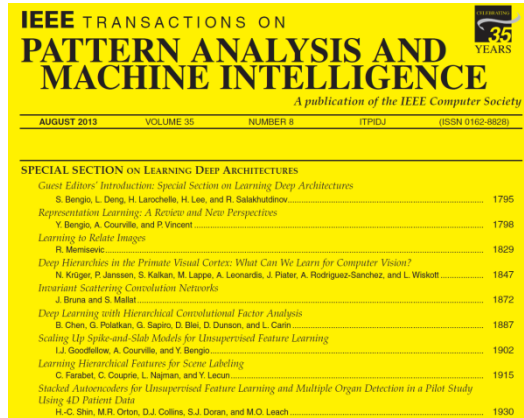 IEEE TRANSACTIONS ON
CELEBRATING
35
YEARS
PATTERN ANALYSIS AND
MACHINE INTELLIGENCE
A publication of the IEEE Computer Society
AUGUST 2013 VOLUME 35 NUMBER 8 ITPIDJ (ISSN 0162-8828)
SPECIAL SECTION ON LEARNING DEEP ARCHITECTURES
Guest Editors' Introduction: Special Section on Learning Deep Architectures
S. Bengio, L. Deng, H. Larochelle, H. Lee, and R. Salakhutdinov 1795
Representation Learning: A Review and New Perspectives
Y. Bengio, A. Courville, and P. Vincent 1798
Learning to Relate Images
R. Memisevic 1829
Deep Hierarchies in the Primate Visual Cortex: What Can We Learn for Computer Vision?
N. Krüger, P. Janssen, S. Kalkan, M. Lappe, A. Leonardis, J. Piater, A. Rodriguez-Sanchez, and L. Wiskott 1847
Invariant Scattering Convolution Networks
J. Bruna and S. Mallat 1872
Deep Learning with Hierarchical Convolutional Factor Analysis
B. Chen, G. Polatkan, G. Sapiro, D. Blei, D. Dunson, and L. Carin 1887
Scaling Up Spike-and-Slab Models for Unsupervised Feature Learning
I.J. Goodfellow, A. Courville, and Y. Bengio 1902
Learning Hierarchical Features for Scene Labeling
C. Farabet, C. Couprie, L. Najman, and Y. Lecun 1915
Stacked Autoencoders for Unsupervised Feature Learning and Multiple Organ Detection in a Pilot Study
Using 4D Patient Data
H.-C. Shin, M.R. Orton, D.J. Collins, S.J. Doran, and M.O. Leach 1930